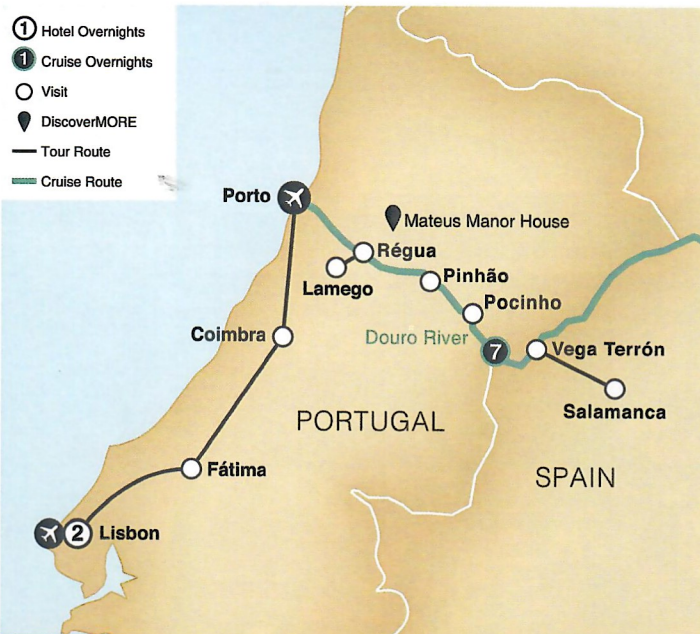 1 Hotel Overnights
1 Cruise Overnights
Visit
DiscoverMORE
Tour Route
Cruise Route
Porto
Mateus Manor House
Régua
Lamego
Pinhão
Pocinho
Coimbra
Douro River
7
Vega Terrón
Salamanca
PORTUGAL
Fátima
SPAIN
2 Lisbon